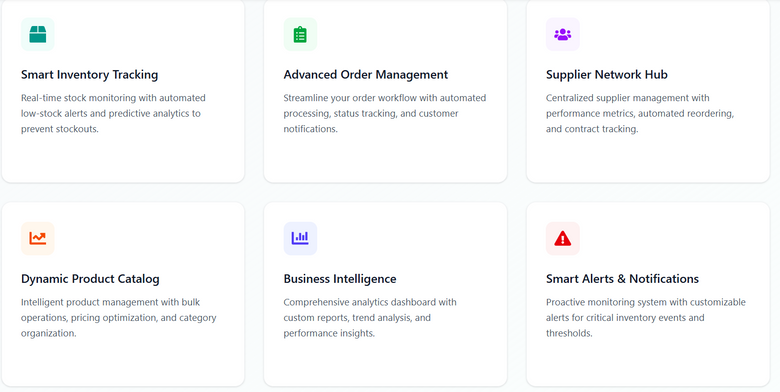 Smart Inventory Tracking
Real-time stock monitoring with automated
low-stock alerts and predictive analytics to
prevent stockouts.
Advanced Order Management
Streamline your order workflow with automated
processing, status tracking, and customer
notifications.
Supplier Network Hub
Centralized supplier management with
performance metrics, automated reordering,
and contract tracking.
Dynamic Product Catalog
Intelligent product management with bulk
operations, pricing optimization, and category
organization.
Business Intelligence
Comprehensive analytics dashboard with
custom reports, trend analysis, and
performance insights.
Smart Alerts & Notifications
Proactive monitoring system with customizable
alerts for critical inventory events and
thresholds.